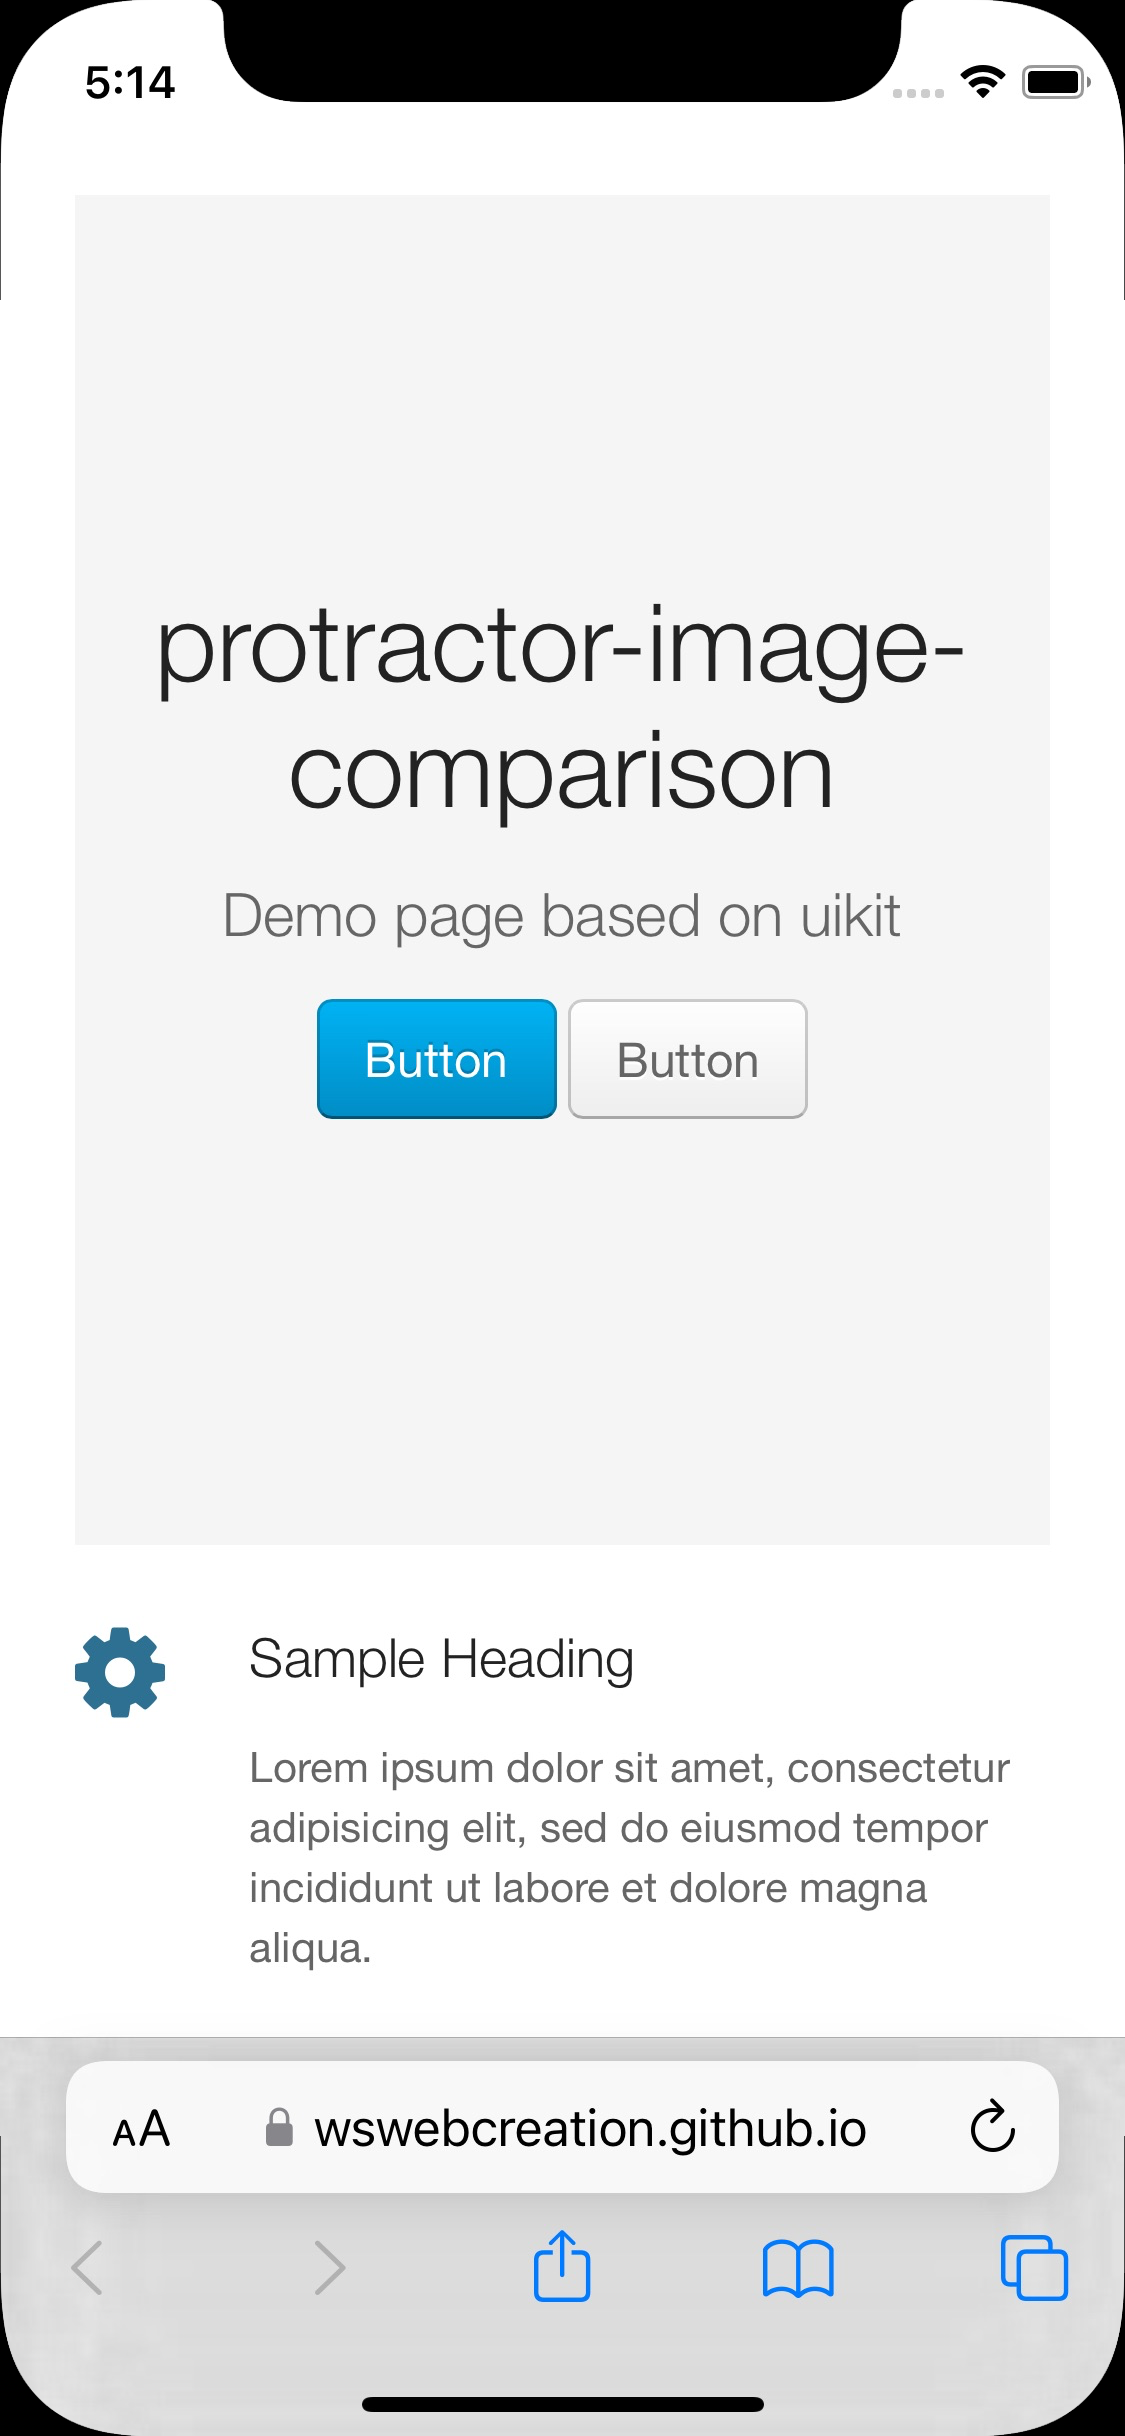 5:14
protractor-image-
comparison
Demo page based on uikit
Button Button
Sample Heading
Lorem ipsum dolor sit amet, consectetur
adipisicing elit, sed do eiusmod tempor
incididunt ut labore et dolore magna
aliqua.
AA wswebcreation.github.io